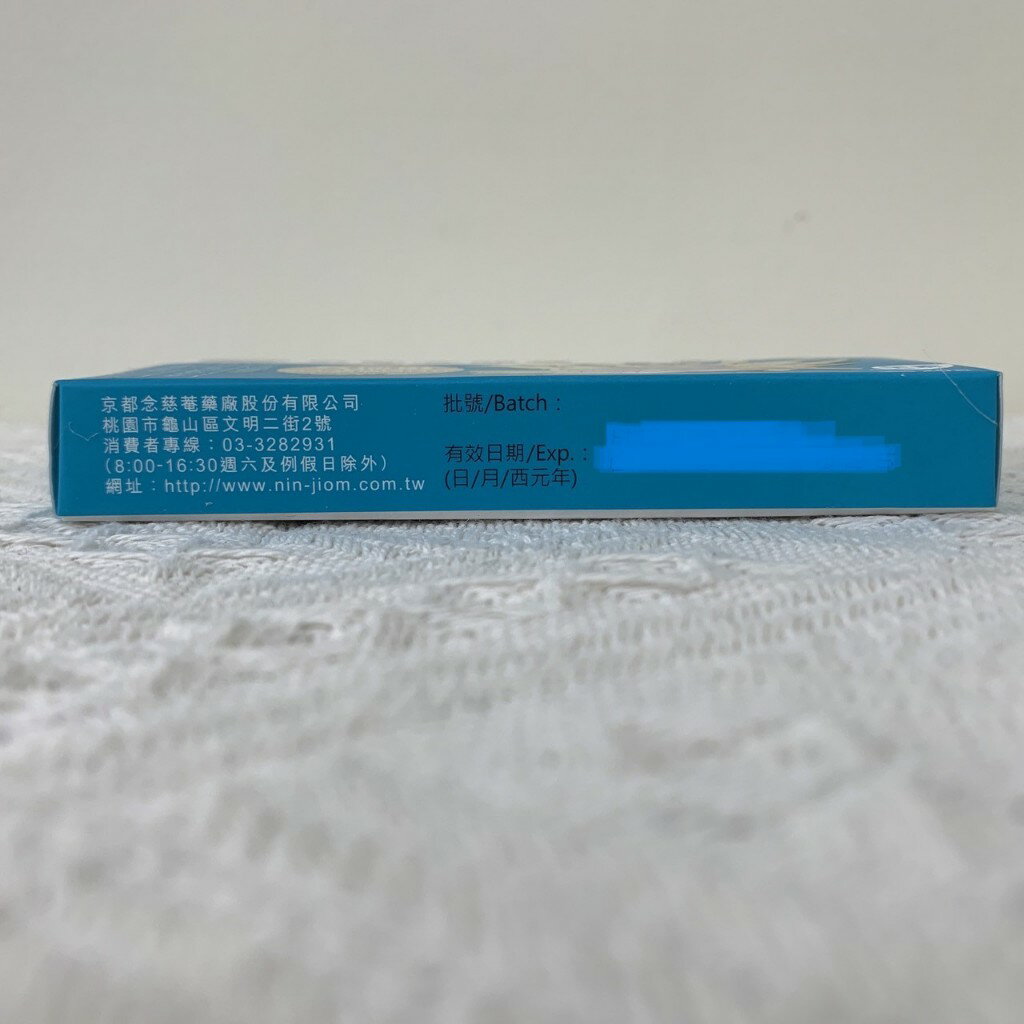 京都念慈菴藥廠股份有限公司
桃園市龜山區文明二街2號
消費者專線：03-3282931
（8:00-16:30週六及例假日除外）
網址：http://www.nin-jiom.com.tw
批號/Batch：
有效日期/Exp.：
(日/月/西元年)